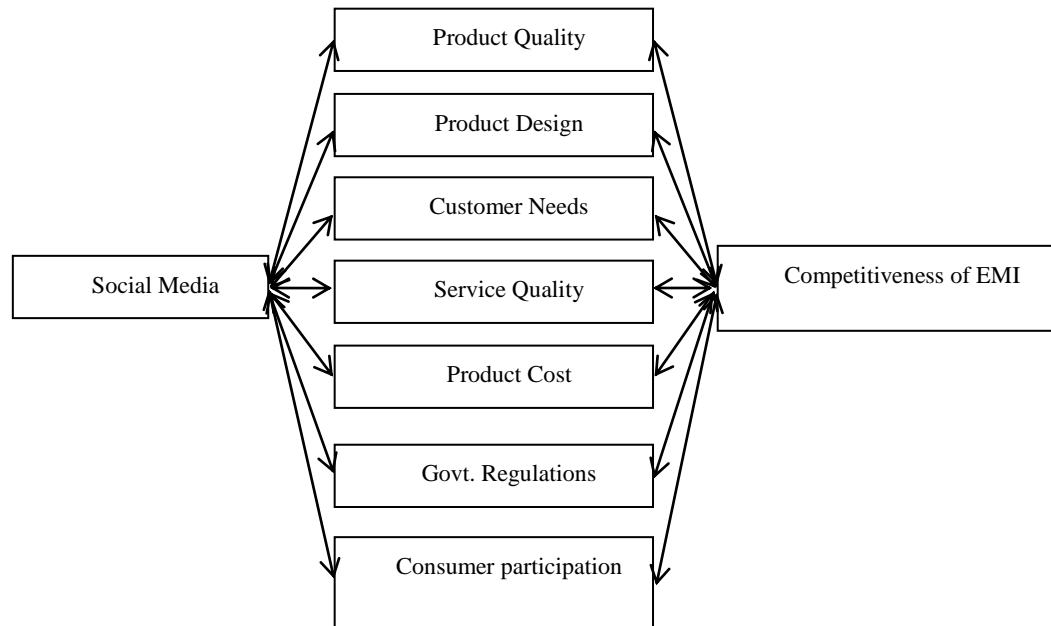 Product Quality
Product Design
Customer Needs
Social Media
Service Quality
Competitiveness of EMI
Product Cost
Govt. Regulations
Consumer participation